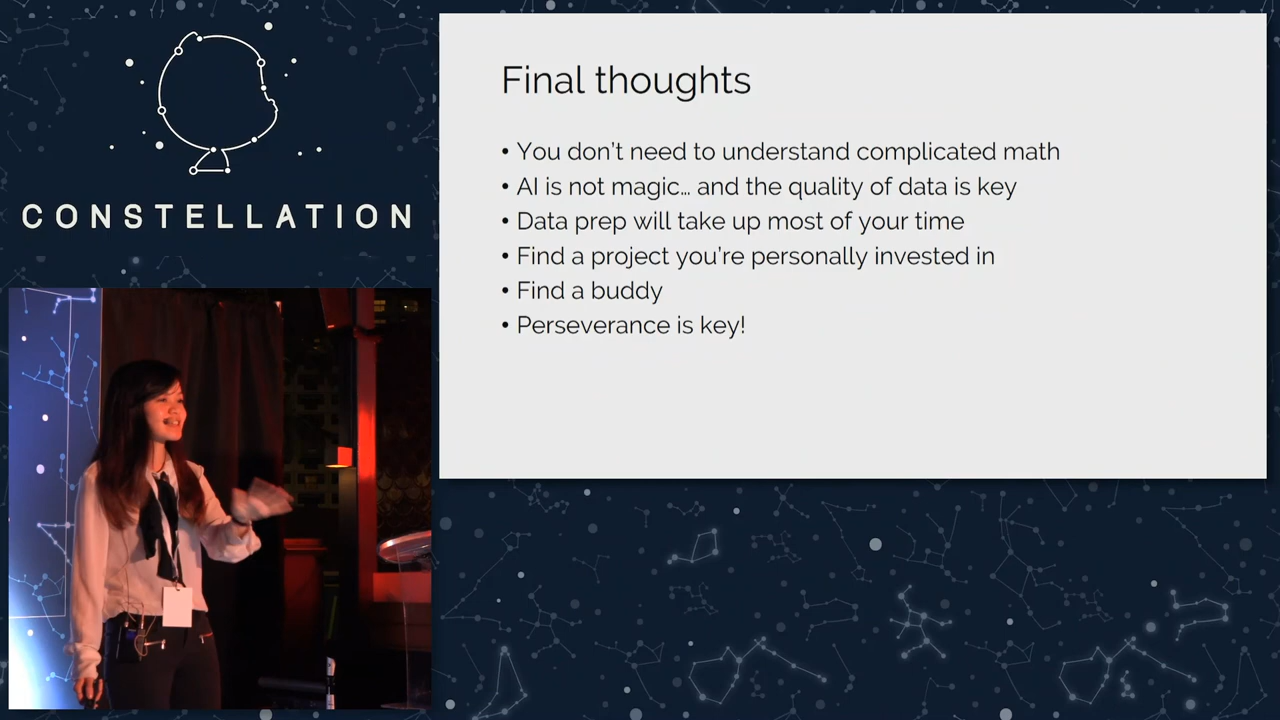 CONSTELLATION
Final thoughts
• You don't need to understand complicated math
• AI is not magic… and the quality of data is key
• Data prep will take up most of your time
• Find a project you're personally invested in
• Find a buddy
• Perseverance is key!